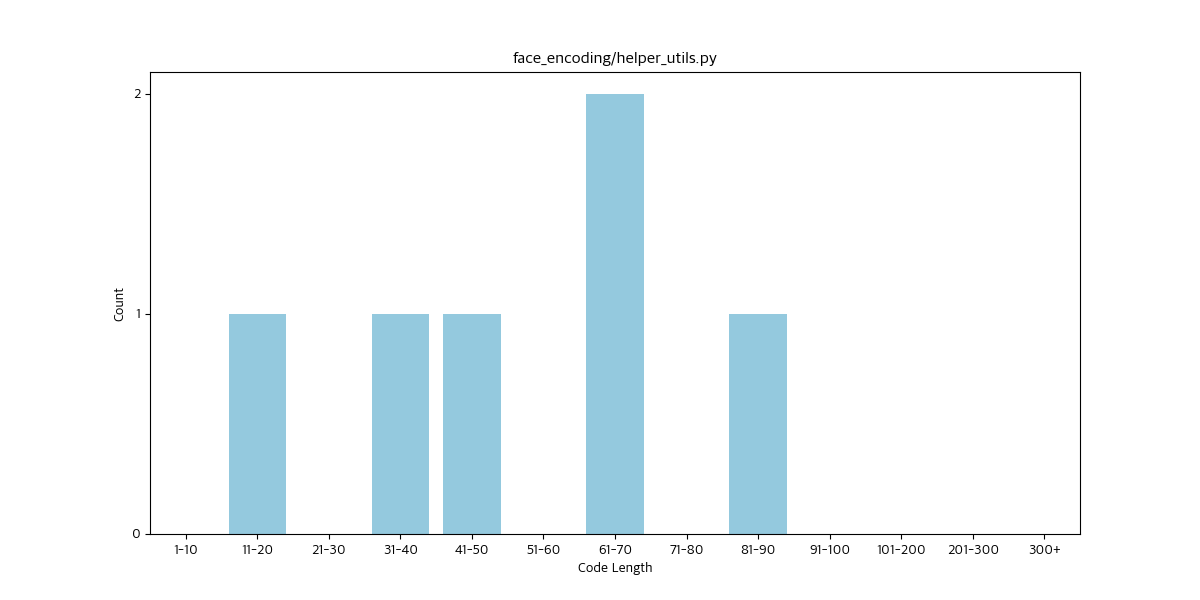 face_encoding/helper_utils.py
Count
2
1
0
1-10 11-20 21-30 31-40 41-50 51-60 61-70 71-80 81-90 91-100 101-200 201-300 300+
Code Length